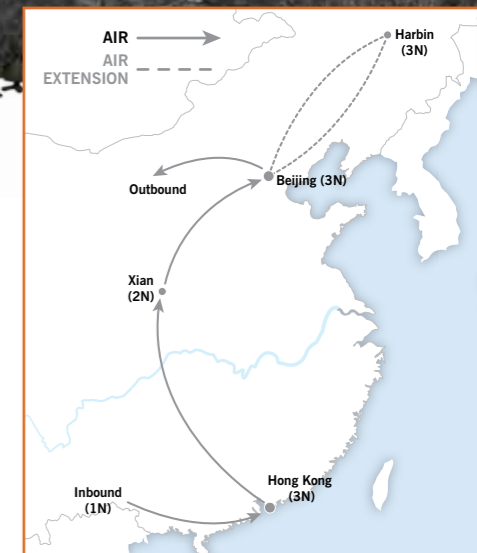 AIR
AIR
EXTENSION
Harbin
(3N)
Outbound
Beijing (3N)
Xian
(2N)
Hong Kong
(3N)
Inbound
(1N)